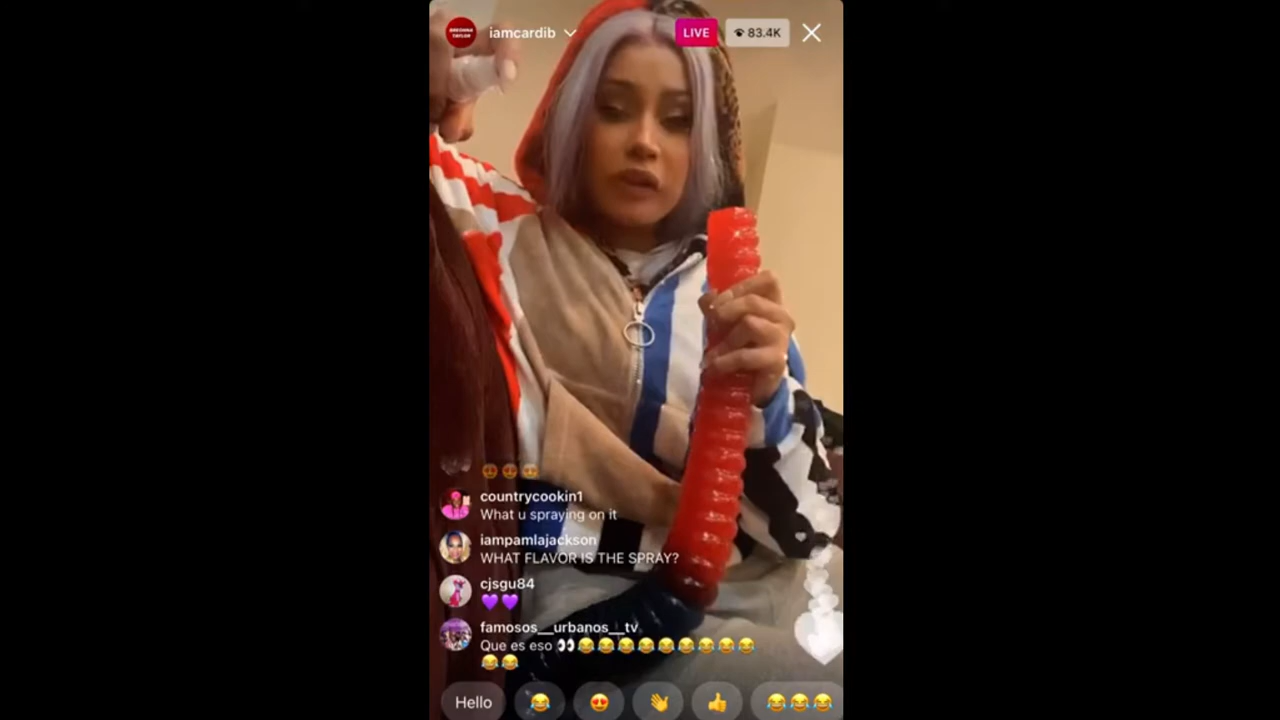 iamcardib
LIVE
83.4K
😍😍😍
countrycookin1
What u spraying on it
iampamlajackson
WHAT FLAVOR IS THE SPRAY?
cjsgu84
💜💜
famosos__urbanos__tv
Que es eso 👀😂😂😂😂😂😂😂😂😂
😂😂
Hello 😂 😍 👋 👍 😂😂😂